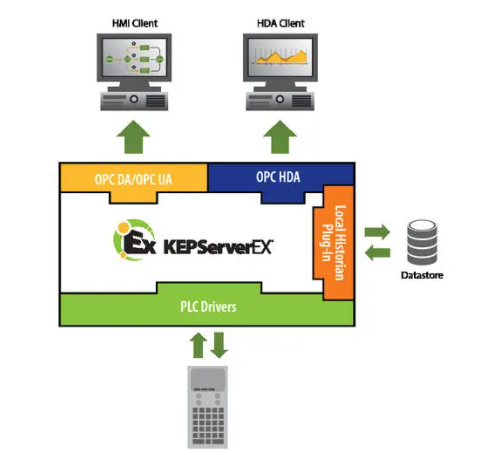 HMI Client
HDA Client
OPC DA/OPC UA
OPC HDA
Local Historian
Plug-In
Ex KEPServerEX
Datastore
PLC Drivers